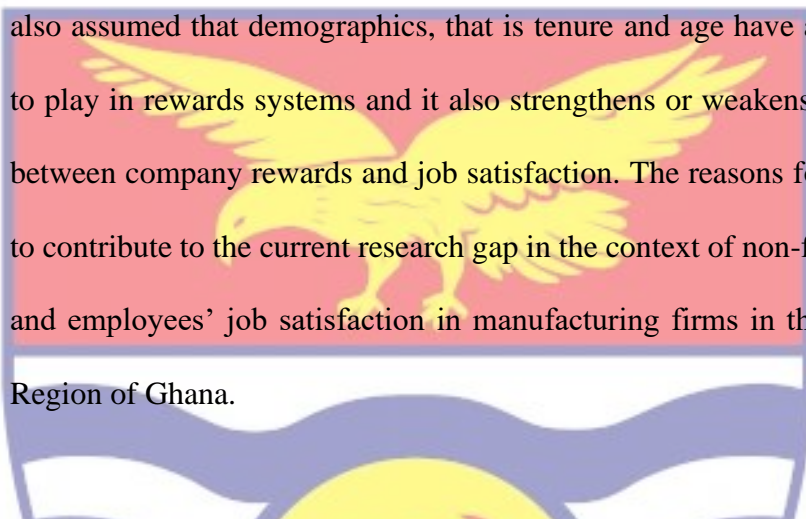 also assumed that demographics, that is tenure and age have
to play in rewards systems and it also strengthens or weakens
between company rewards and job satisfaction. The reasons
to contribute to the current research gap in the context of
and employees’ job satisfaction in manufacturing firms in
Region of Ghana.